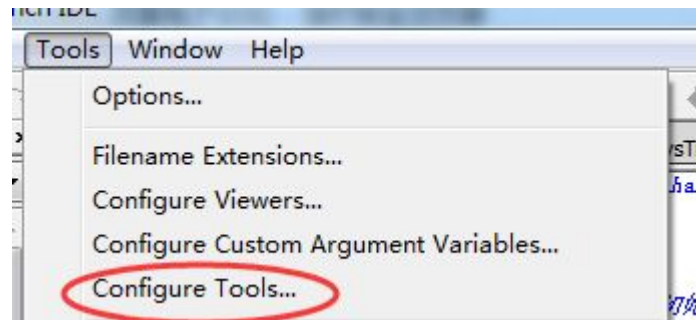 Tools Window Help
Options...
Filename Extensions...
Configure Viewers...
Configure Custom Argument Variables...
Configure Tools...